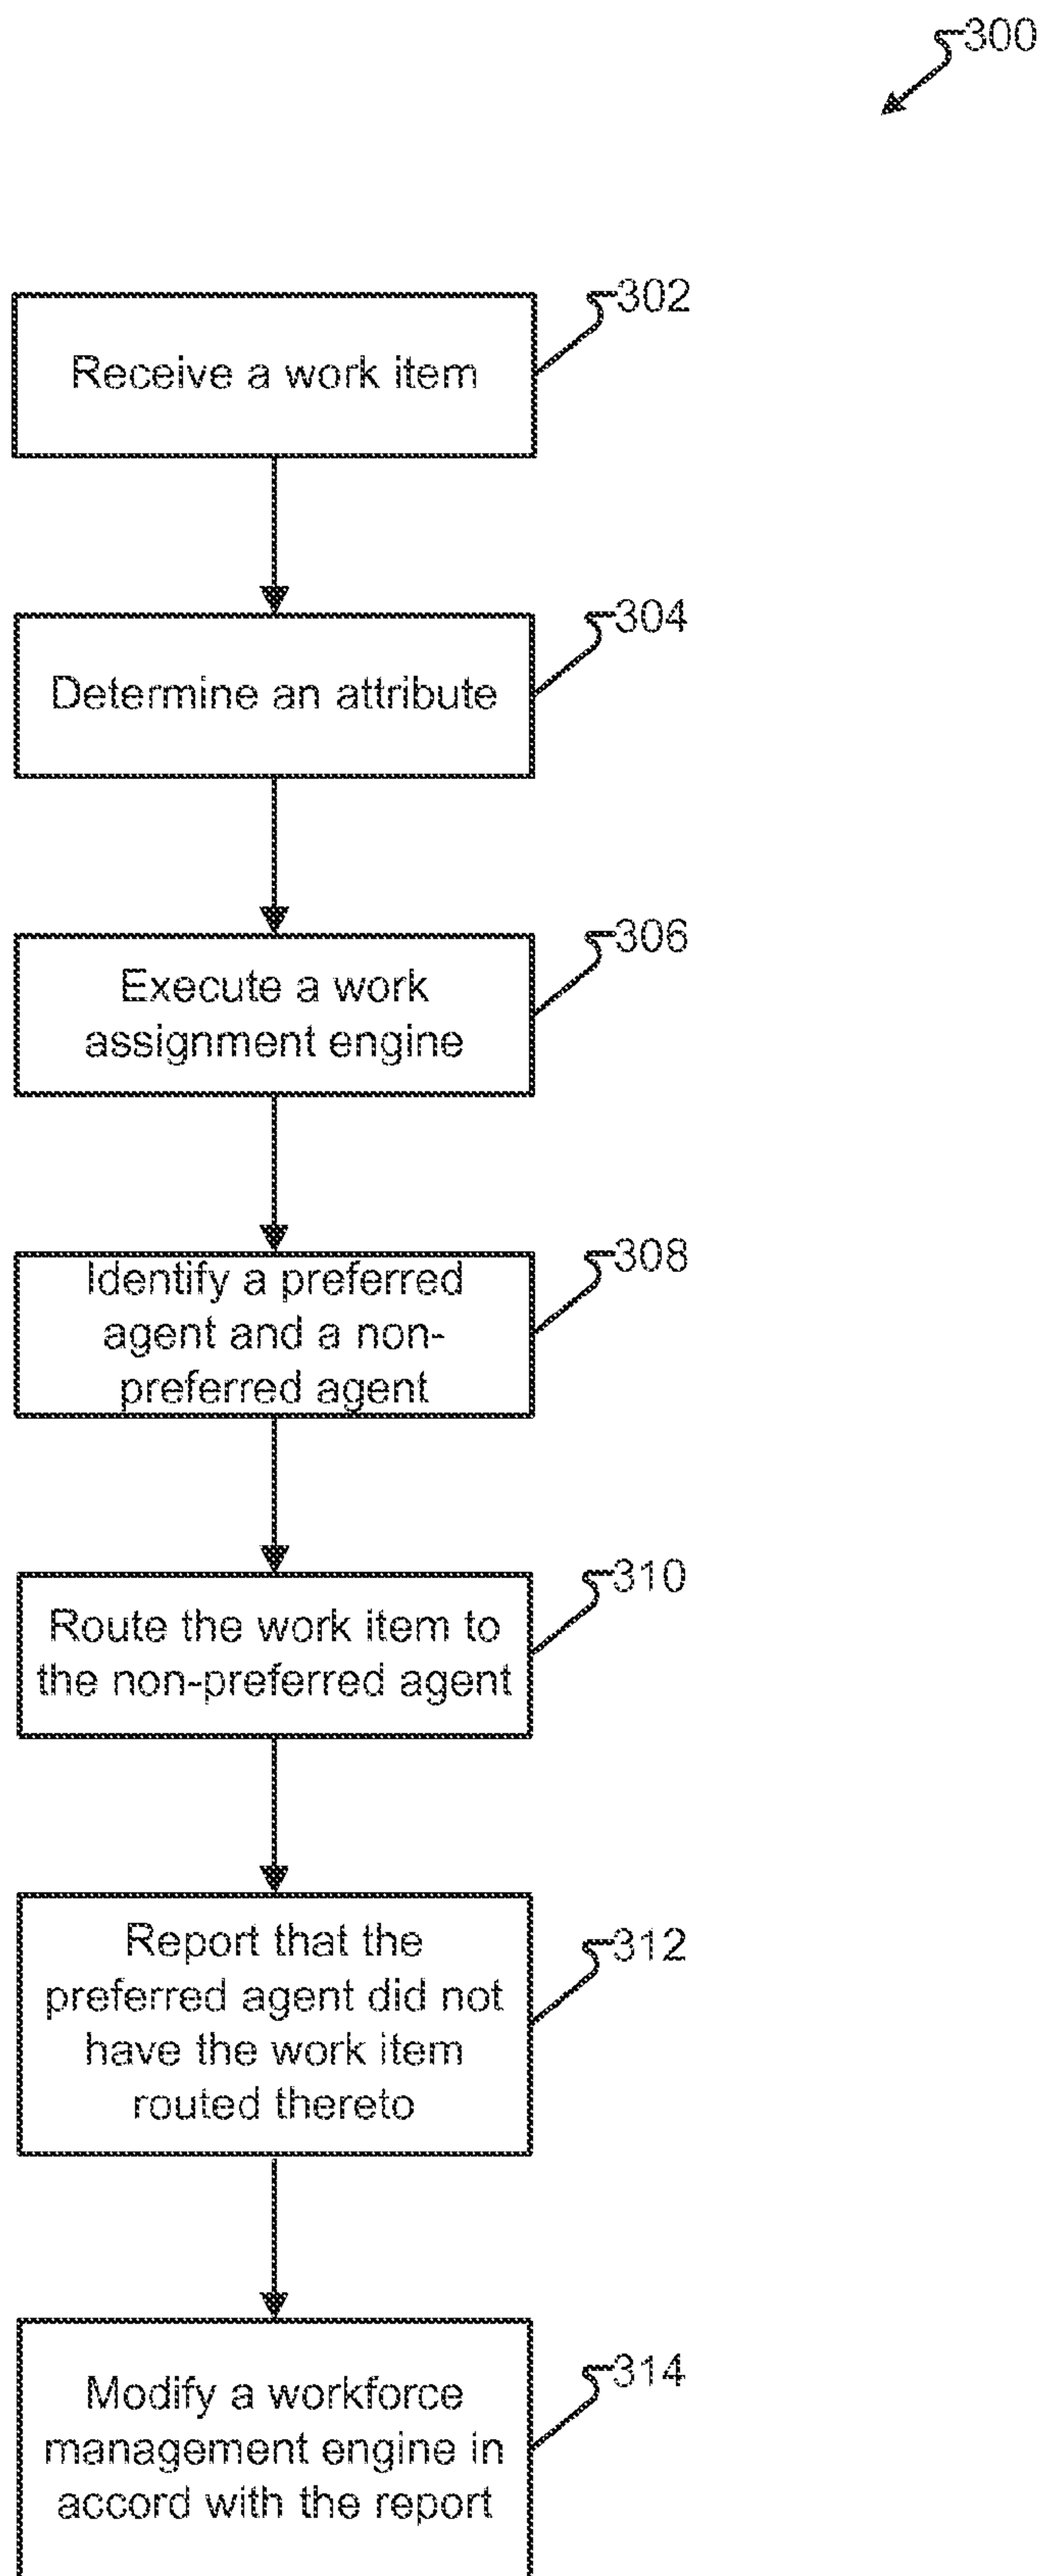 300
302
Receive a work item
304
Determine an attribute
306
Execute a work
assignment engine
308
Identify a preferred
agent and a non-
preferred agent
310
Route the work item to
the non-preferred agent
312
Report that the
preferred agent did not
have the work item
routed thereto
314
Modify a workforce
management engine in
accord with the report